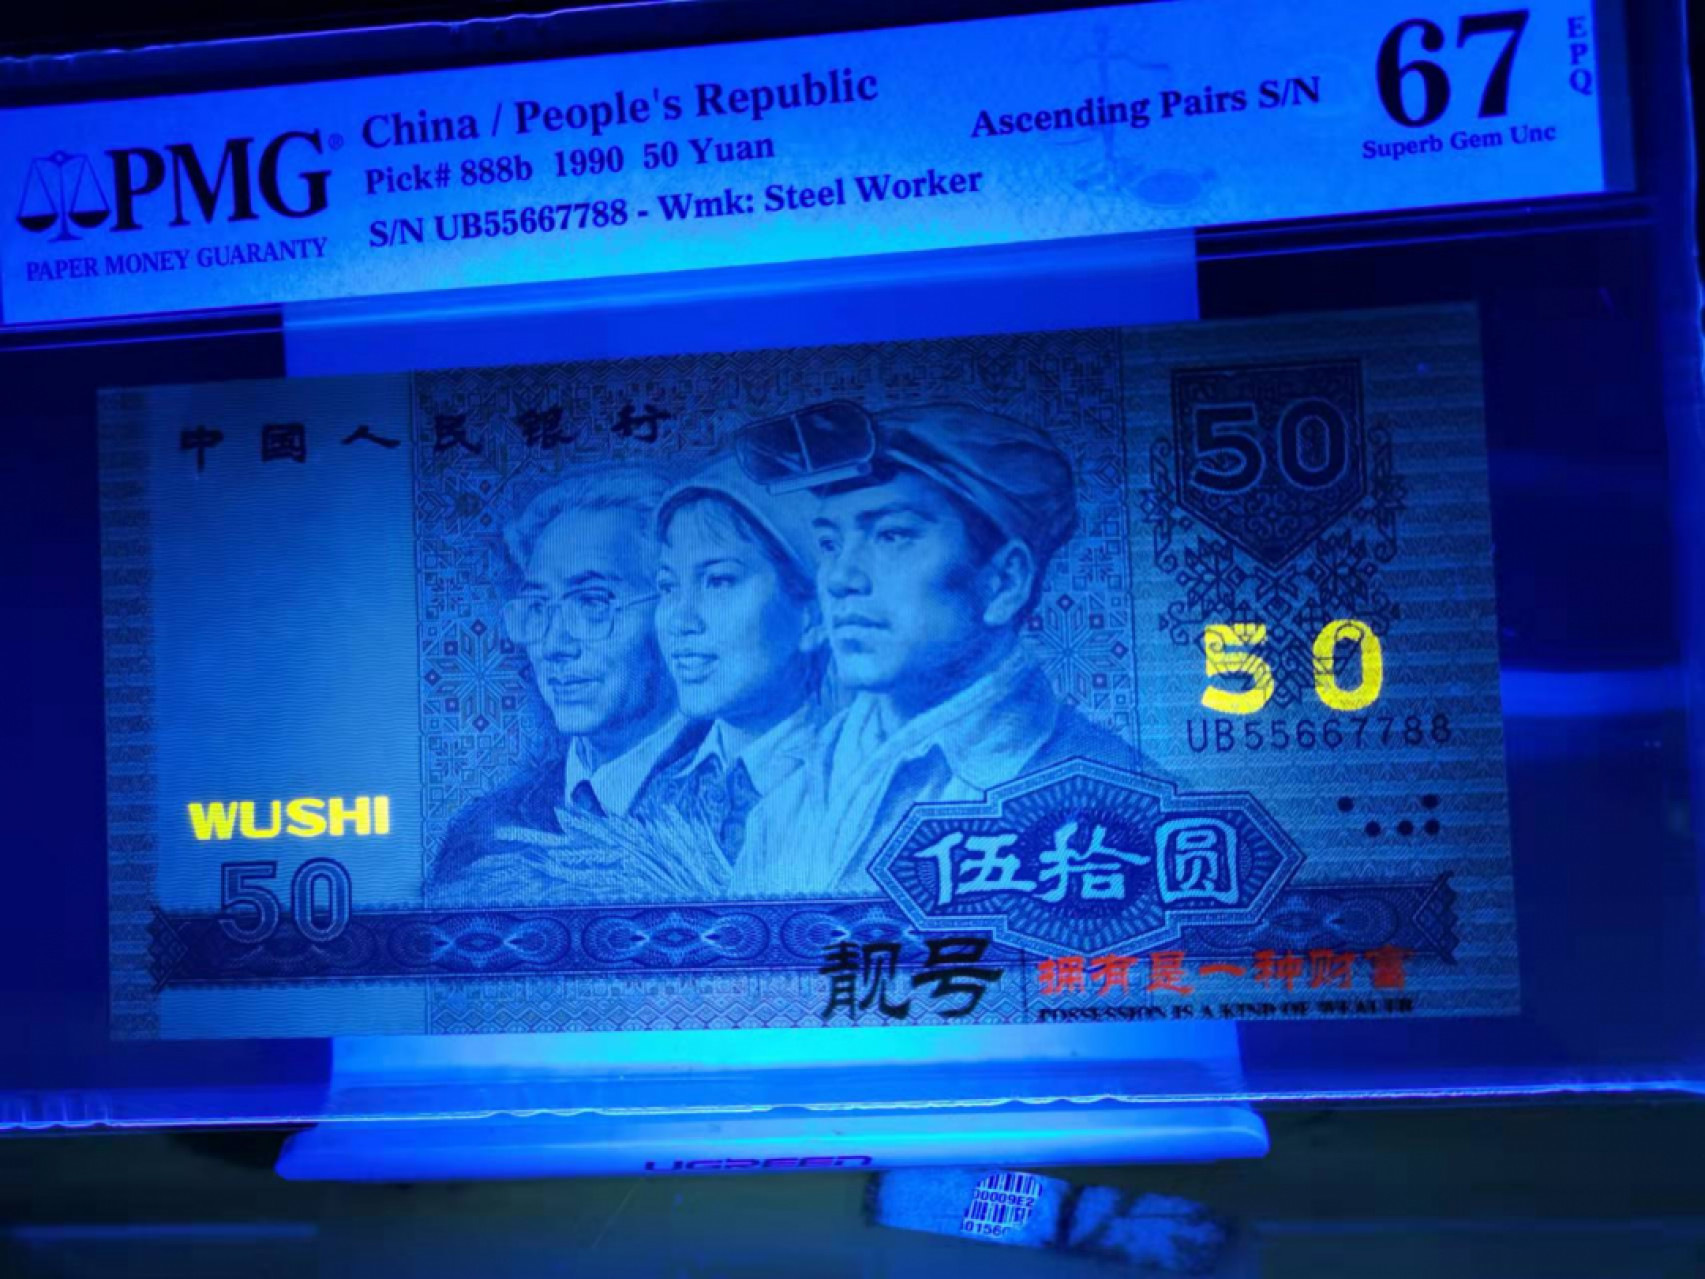 PMG®
PAPER MONEY GUARANTY
China / People's Republic
Pick# 888b 1990 50 Yuan
S/N UB55667788 - Wmk: Steel Worker
Ascending Pairs S/N
67
EPQ
Superb Gem Unc
中国人民银行
50
50
UB55667788
WUSHI
50
伍拾圆
靓号
拥有是一种财富
POSSESSION IS A KIND OF WEALTH
UGREEN
00009E2
0156